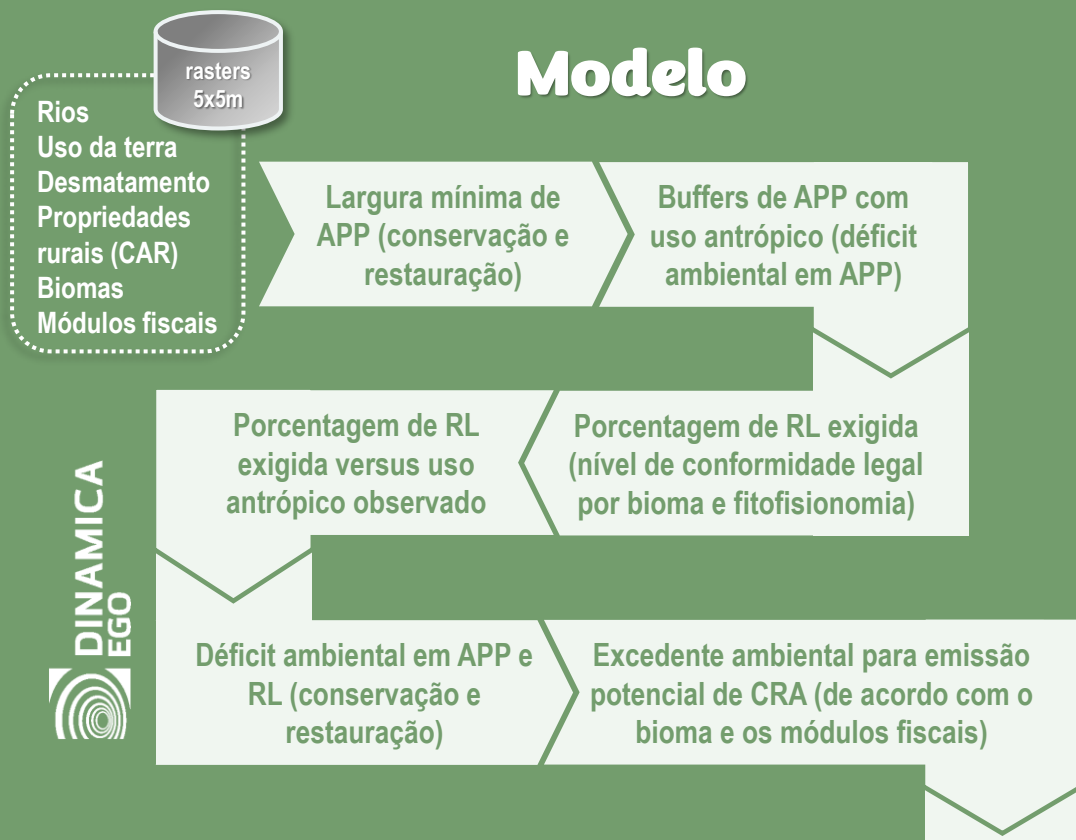 Modelo
rasters
5x5m
Rios
Uso da terra
Desmatamento
Propriedades
rurais (CAR)
Biomas
Módulos fiscais
Largura mínima de
APP (conservação e
restauração)
Buffers de APP com
uso antrópico (déficit
ambiental em APP)
Porcentagem de RL exigida
(nível de conformidade legal
por bioma e fitofisionomia)
Porcentagem de RL
exigida versus uso
antrópico observado
Déficit ambiental em APP e
RL (conservação e
restauração)
Excedente ambiental para emissão
potencial de CRA (de acordo com o
bioma e os módulos fiscais)
DINAMICA
EGO